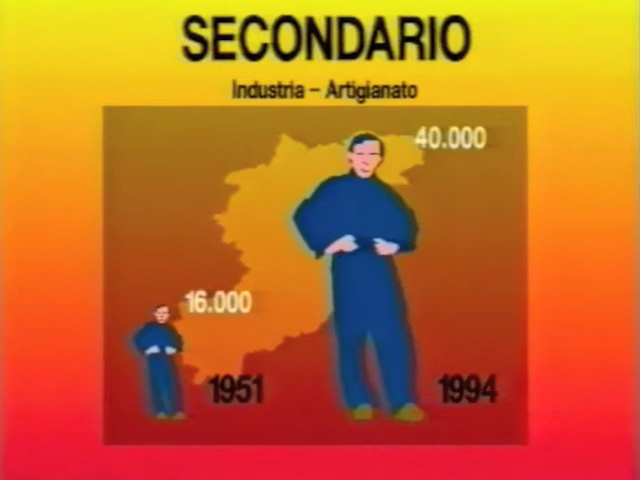 SECONDARIO
Industria - Artigianato
40.000
16.000
1951
1994